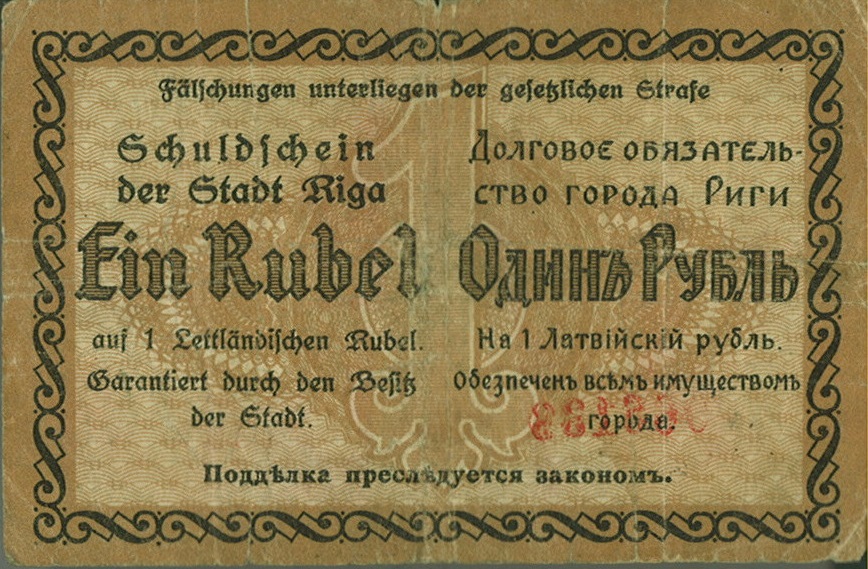 Fälschungen unterliegen der gesetzlichen Strafe
Schuldschein
der Stadt Riga
Ein Rubel
auf 1 Lettländischen Rubel.
Garantiert durch den Besitz
der Stadt.
Долговое обязатель-
ство города Риги
Одинъ Рубль
На 1 Латвійскій рубль.
Обезпеченъ всѣмъ имуществомъ
города.
Поддѣлка преслѣдуется закономъ.